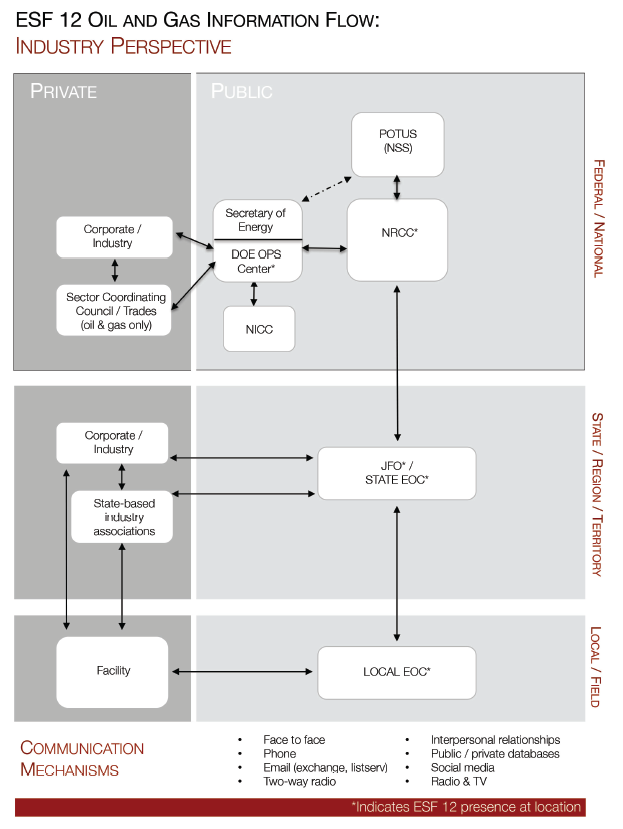 ESF 12 OIL AND GAS INFORMATION FLOW:
INDUSTRY PERSPECTIVE
PRIVATE
PUBLIC
POTUS
(NSS)
Secretary of
Energy
NRCC*
Corporate /
Industry
DOE OPS
Center*
Sector Coordinating
Council / Trades
(oil & gas only)
NICC
FEDERAL / NATIONAL
Corporate /
Industry
JFO* /
STATE EOC*
State-based
industry
associations
STATE / REGION / TERRITORY
Facility
LOCAL EOC*
LOCAL / FIELD
COMMUNICATION
MECHANISMS
• Face to face
• Phone
• Email (exchange, listserv)
• Two-way radio
• Interpersonal relationships
• Public / private databases
• Social media
• Radio & TV
*Indicates ESF 12 presence at location